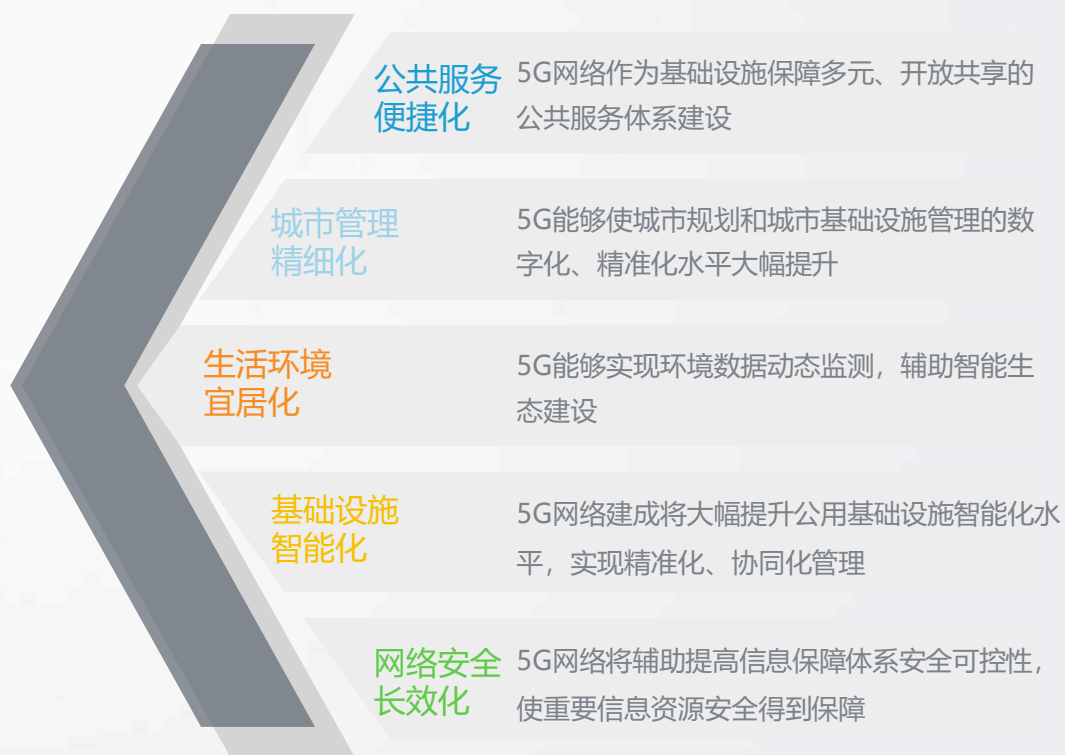 公共服务
便捷化
5G网络作为基础设施保障多元、开放共享的
公共服务体系建设
城市管理
精细化
5G能够使城市规划和城市基础设施管理的数
字化、精准化水平大幅提升
生活环境
宜居化
5G能够实现环境数据动态监测，辅助智能生
态建设
基础设施
智能化
5G网络建成将大幅提升公用基础设施智能化水
平，实现精准化、协同化管理
网络安全
长效化
5G网络将辅助提高信息保障体系安全可控性，
使重要信息资源安全得到保障